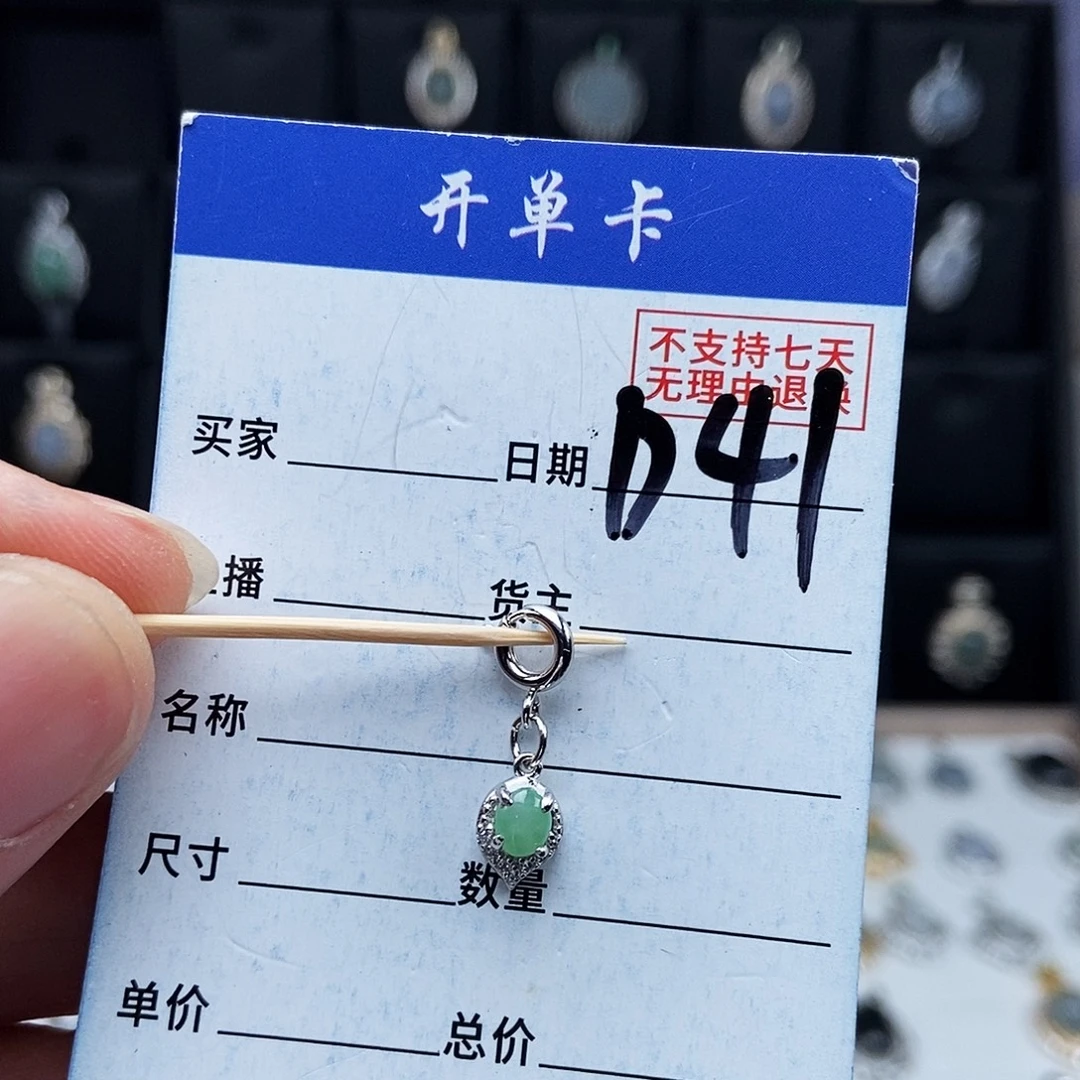 开单卡
不支持七天
无理由退换
D41
买家 日期
播 货主
名称
尺寸 数量
单价 总价